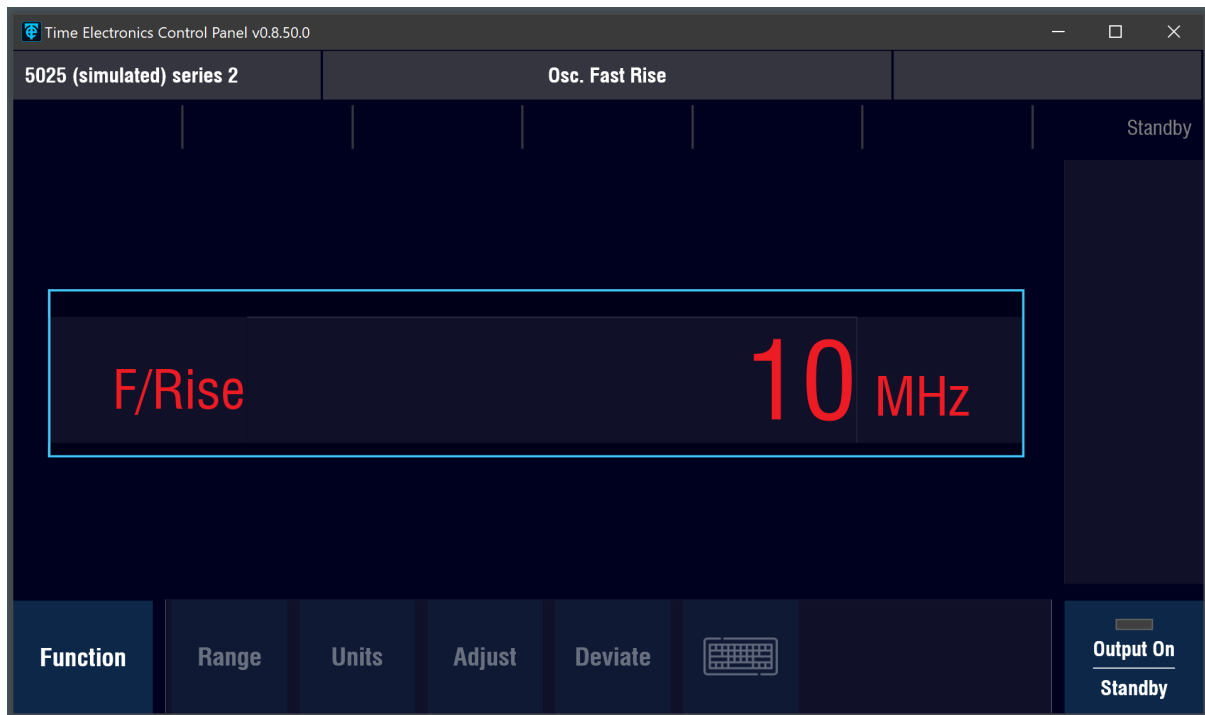 Time Electronics Control Panel v0.8.50.0
5025 (simulated) series 2 Osc. Fast Rise
Standby
F/Rise 10 MHz
Function Range Units Adjust Deviate Output On
Standby